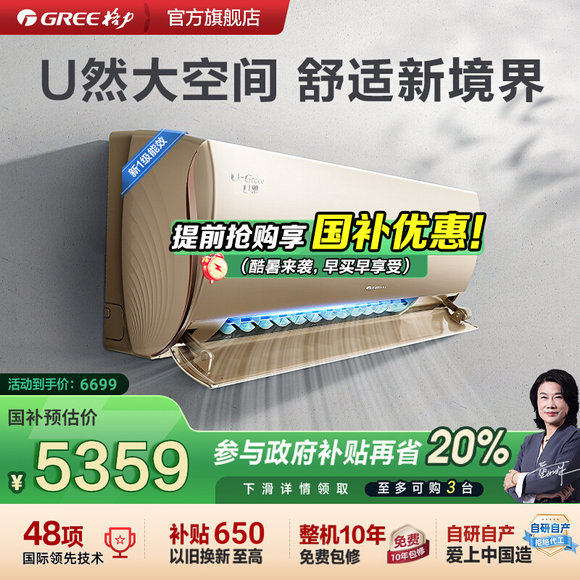 GREE 格力 官方旗舰店
U然大空间 舒适新境界
新1级能效
U-Gree
提前抢购享 国补优惠!
(酷暑来袭,早买早享受)
GREE
活动到手价:6699
国补预估价
¥5359
参与政府补贴再省20%
下滑详情领取 至多可购3台
48项
国际领先技术
补贴650
以旧换新至高
整机10年
免费包修
免费
10年包修
自研自产
爱上中国造
自研自产
拒绝代工